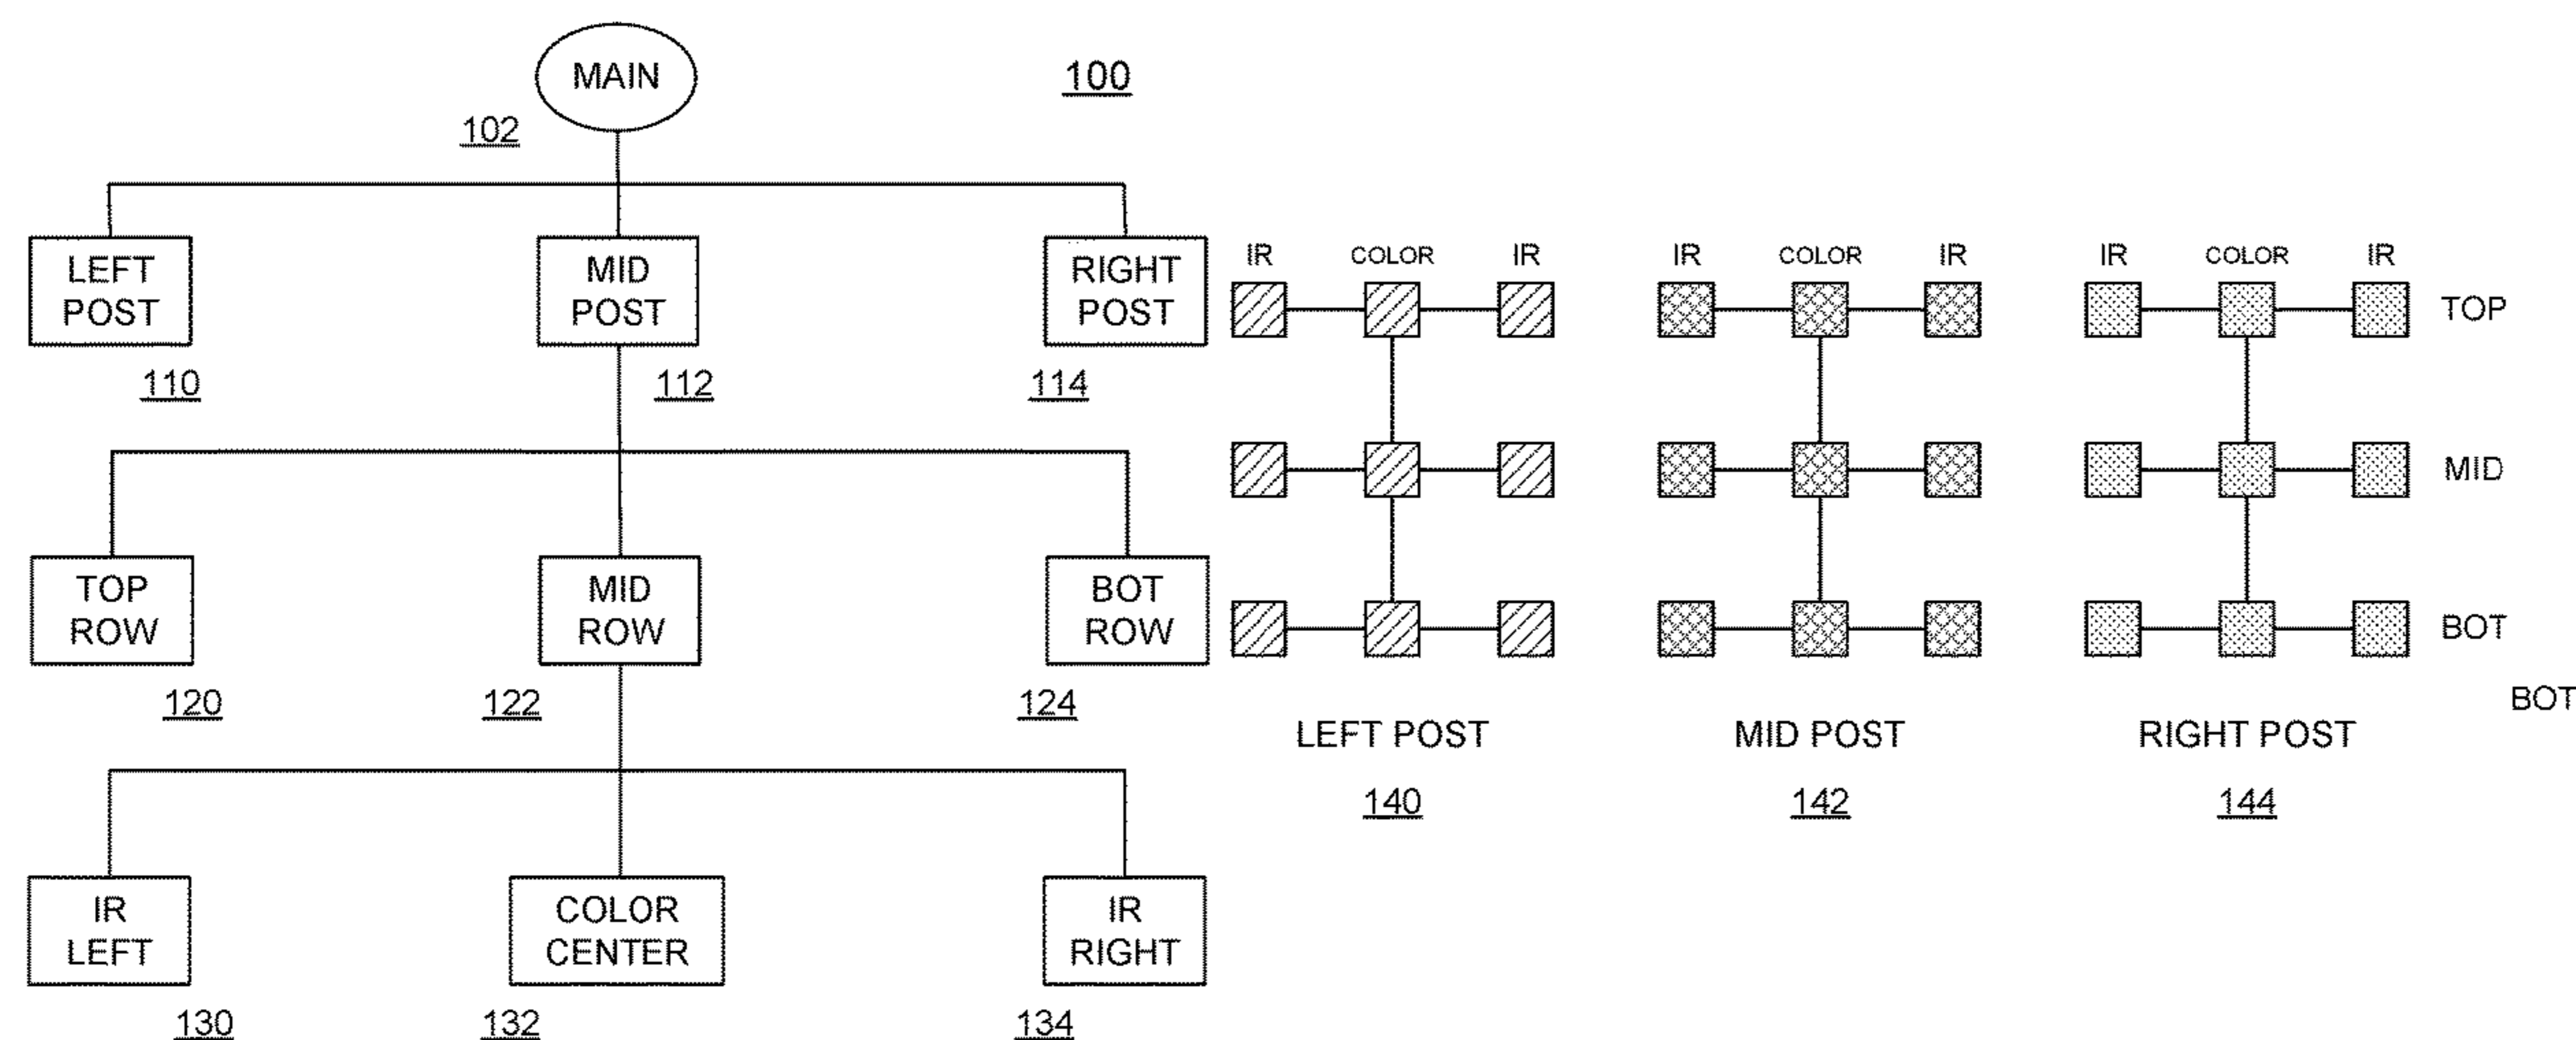 MAIN
100
102
LEFT
POST
MID
POST
RIGHT
POST
110
112
114
TOP
ROW
MID
ROW
BOT
ROW
120
122
124
IR
LEFT
COLOR
CENTER
IR
RIGHT
130
132
134
IR COLOR IR
IR COLOR IR
IR COLOR IR
TOP
MID
BOT
BOT
LEFT POST
MID POST
RIGHT POST
140
142
144